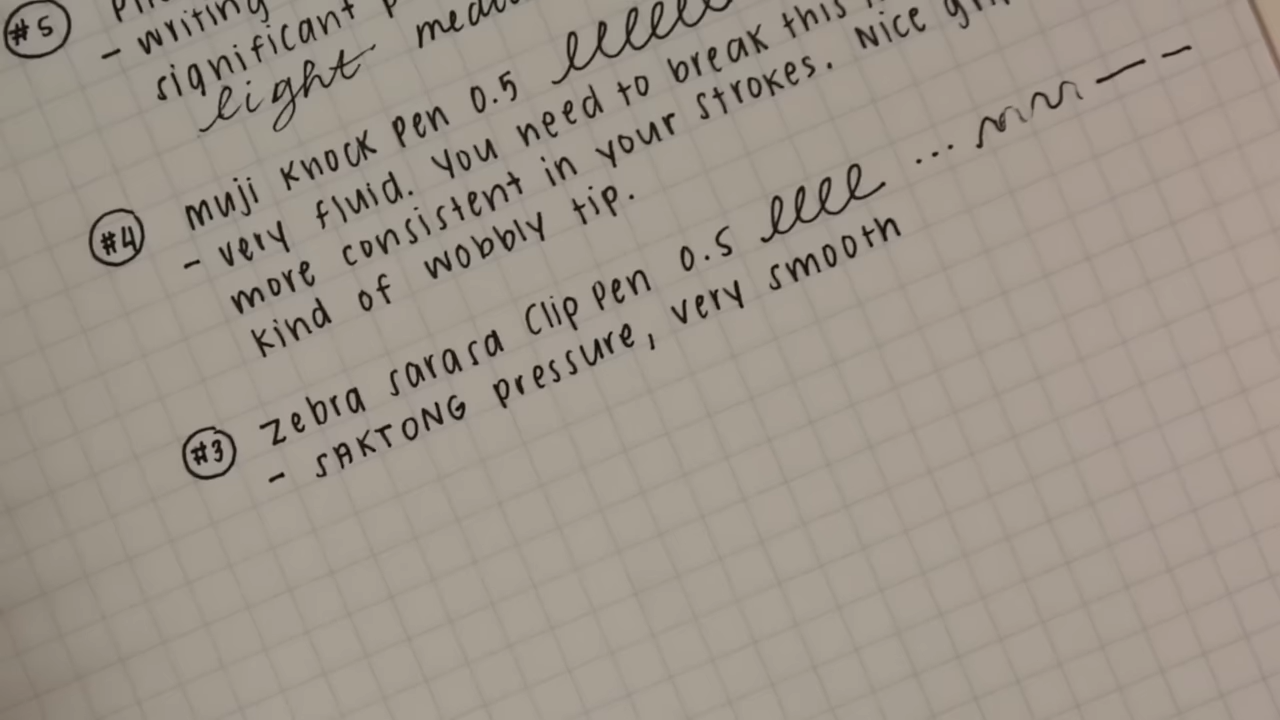 #5
- writing
significant
light
#4 muji knock pen 0.5
- very fluid. You need to break this
more consistent in your strokes. Nice
kind of wobbly tip.
#3 zebra sarasa clip pen 0.5 ...
- SAKTONG pressure, very smooth